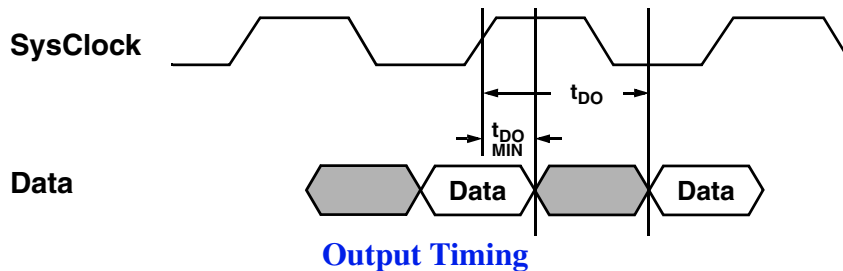 SysClock
tDO
tDO
MIN
Data
Data
Data
Output Timing